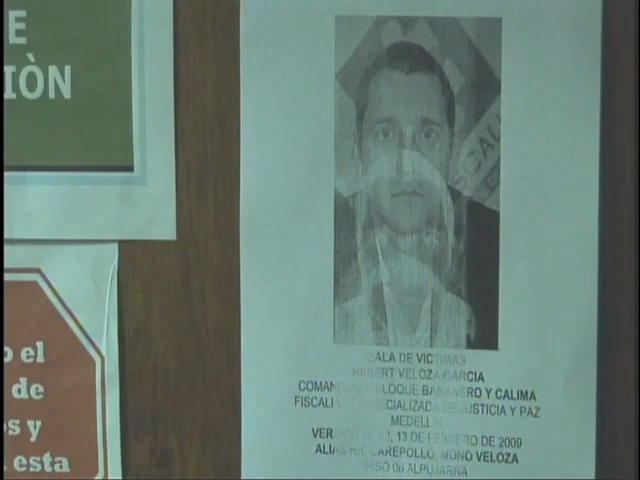 E
IÒN
o el
de
s y
esta
SALA DE VICTIMAS
HEBERT VELOZA GARCIA
BLOQUE BANANERO Y CALIMA
FISCALIA ESPECIALIZADA DE JUSTICIA Y PAZ
MEDELLIN
13 DE FEBRERO DE 2009
ALIAS HH, CAREPOLLO, MONO VELOZA
PISO 06 ALPUJARRA